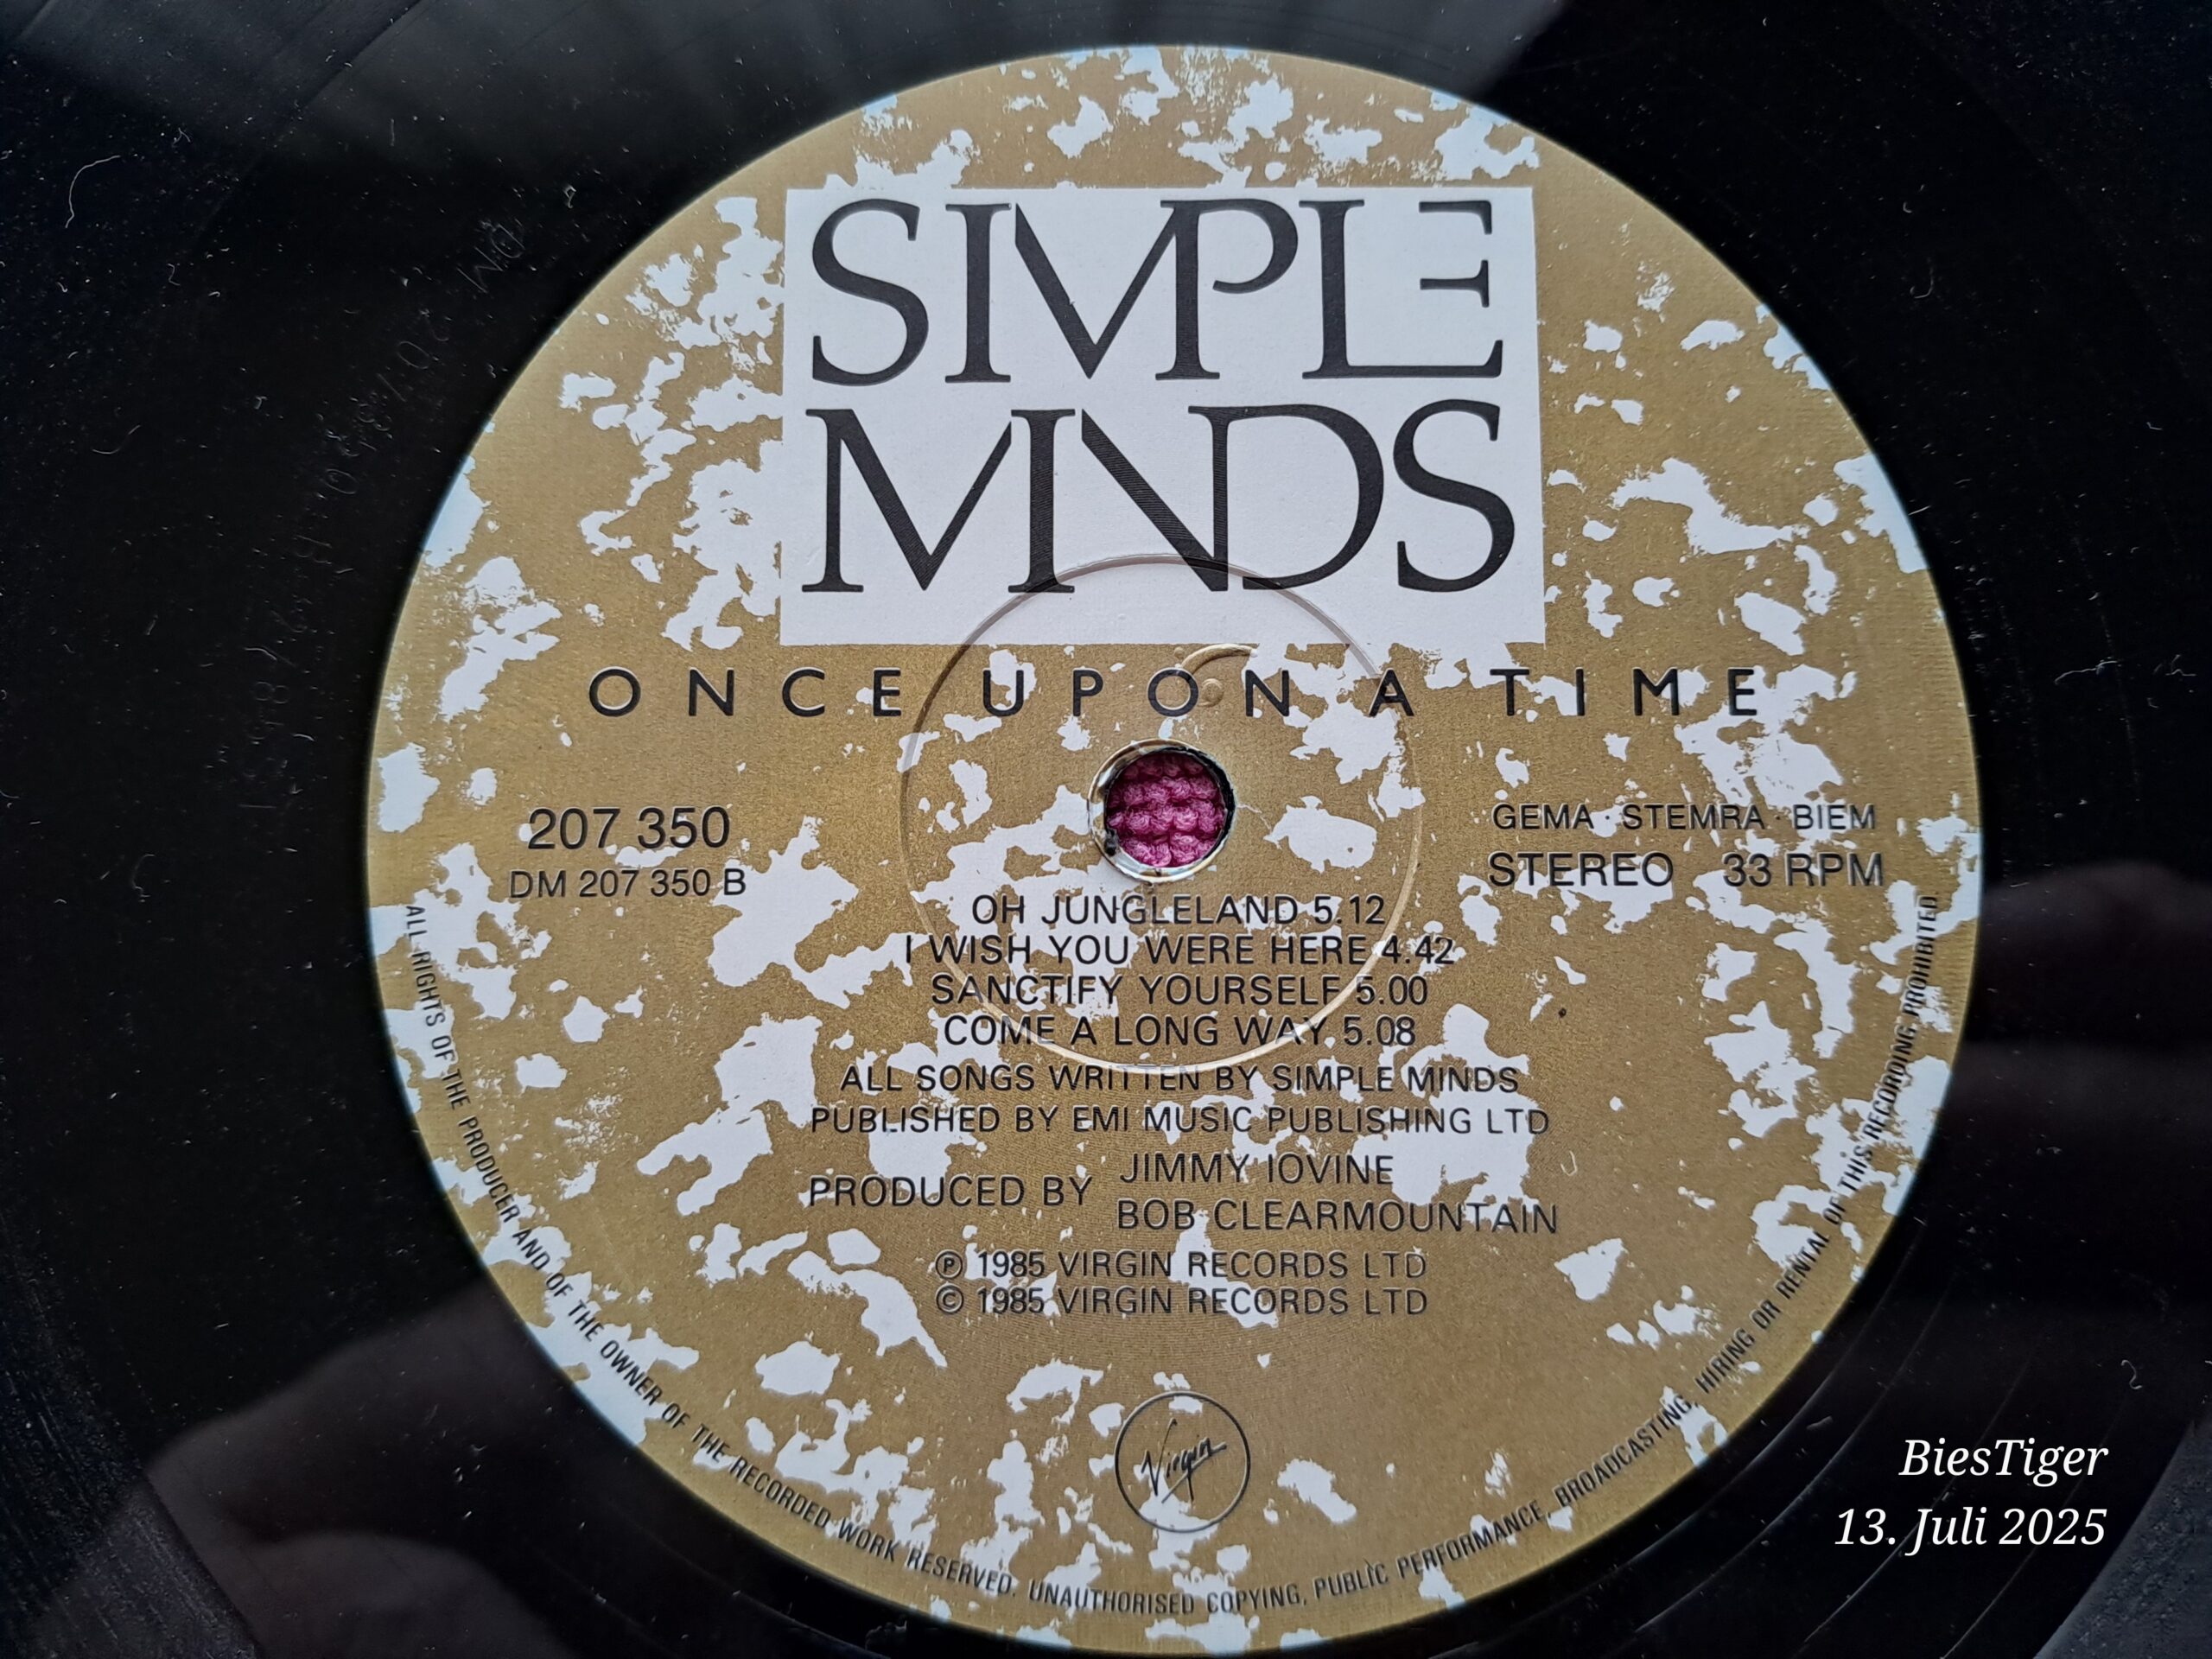 SIMPLE
MINDS
ONCE UPON A TIME
207 350
DM 207 350 B
GEMA · STEMRA · BIEM
STEREO 33 RPM
OH JUNGLELAND 5.12
I WISH YOU WERE HERE 4.42
SANCTIFY YOURSELF 5.00
COME A LONG WAY 5.08
ALL SONGS WRITTEN BY SIMPLE MINDS
PUBLISHED BY EMI MUSIC PUBLISHING LTD
PRODUCED BY JIMMY IOVINE
BOB CLEARMOUNTAIN
℗ 1985 VIRGIN RECORDS LTD
© 1985 VIRGIN RECORDS LTD
Virgin
ALL RIGHTS OF THE PRODUCER AND OF THE OWNER OF THE RECORDED WORK RESERVED. UNAUTHORISED COPYING, PUBLIC PERFORMANCE, BROADCASTING, HIRING OR RENTAL OF THIS RECORDING PROHIBITED.
BiesTiger
13. Juli 2025